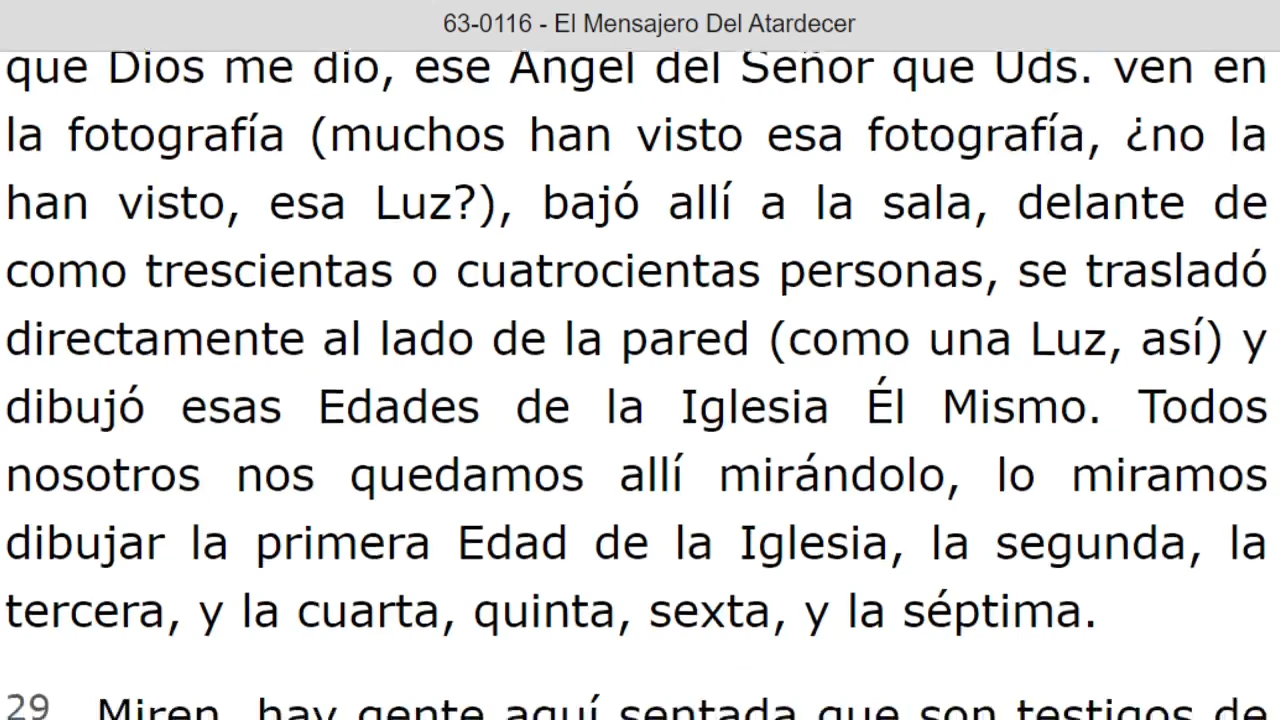 63-0116 - El Mensajero Del Atardecer
que Dios me dio, ese Ángel del Señor que Uds. ven en
la fotografía (muchos han visto esa fotografía, ¿no la
han visto, esa Luz?), bajó allí a la sala, delante de
como trescientas o cuatrocientas personas, se trasladó
directamente al lado de la pared (como una Luz, así) y
dibujó esas Edades de la Iglesia Él Mismo. Todos
nosotros nos quedamos allí mirándolo, lo miramos
dibujar la primera Edad de la Iglesia, la segunda, la
tercera, y la cuarta, quinta, sexta, y la séptima.
29 Miren, hay gente aquí sentada que son testigos de